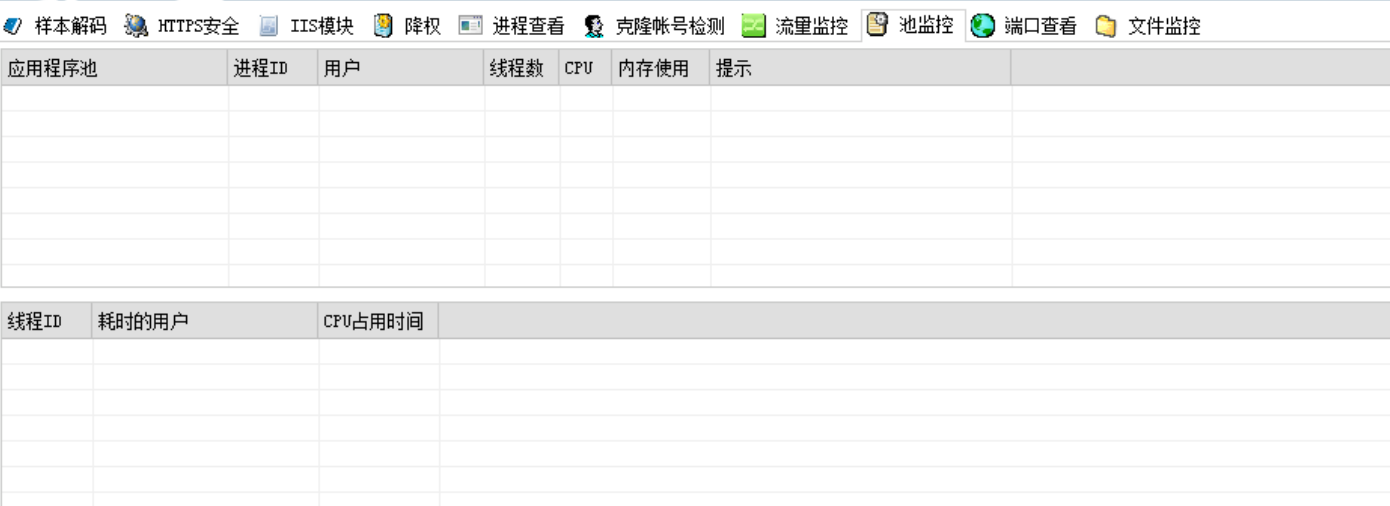 样本解码 HTTPS安全 IIS模块 降权 进程查看 克隆帐号检测 流量监控 池监控 端口查看 文件监控
应用程序池 进程ID 用户 线程数 CPU 内存使用 提示
线程ID 耗时的用户 CPU占用时间